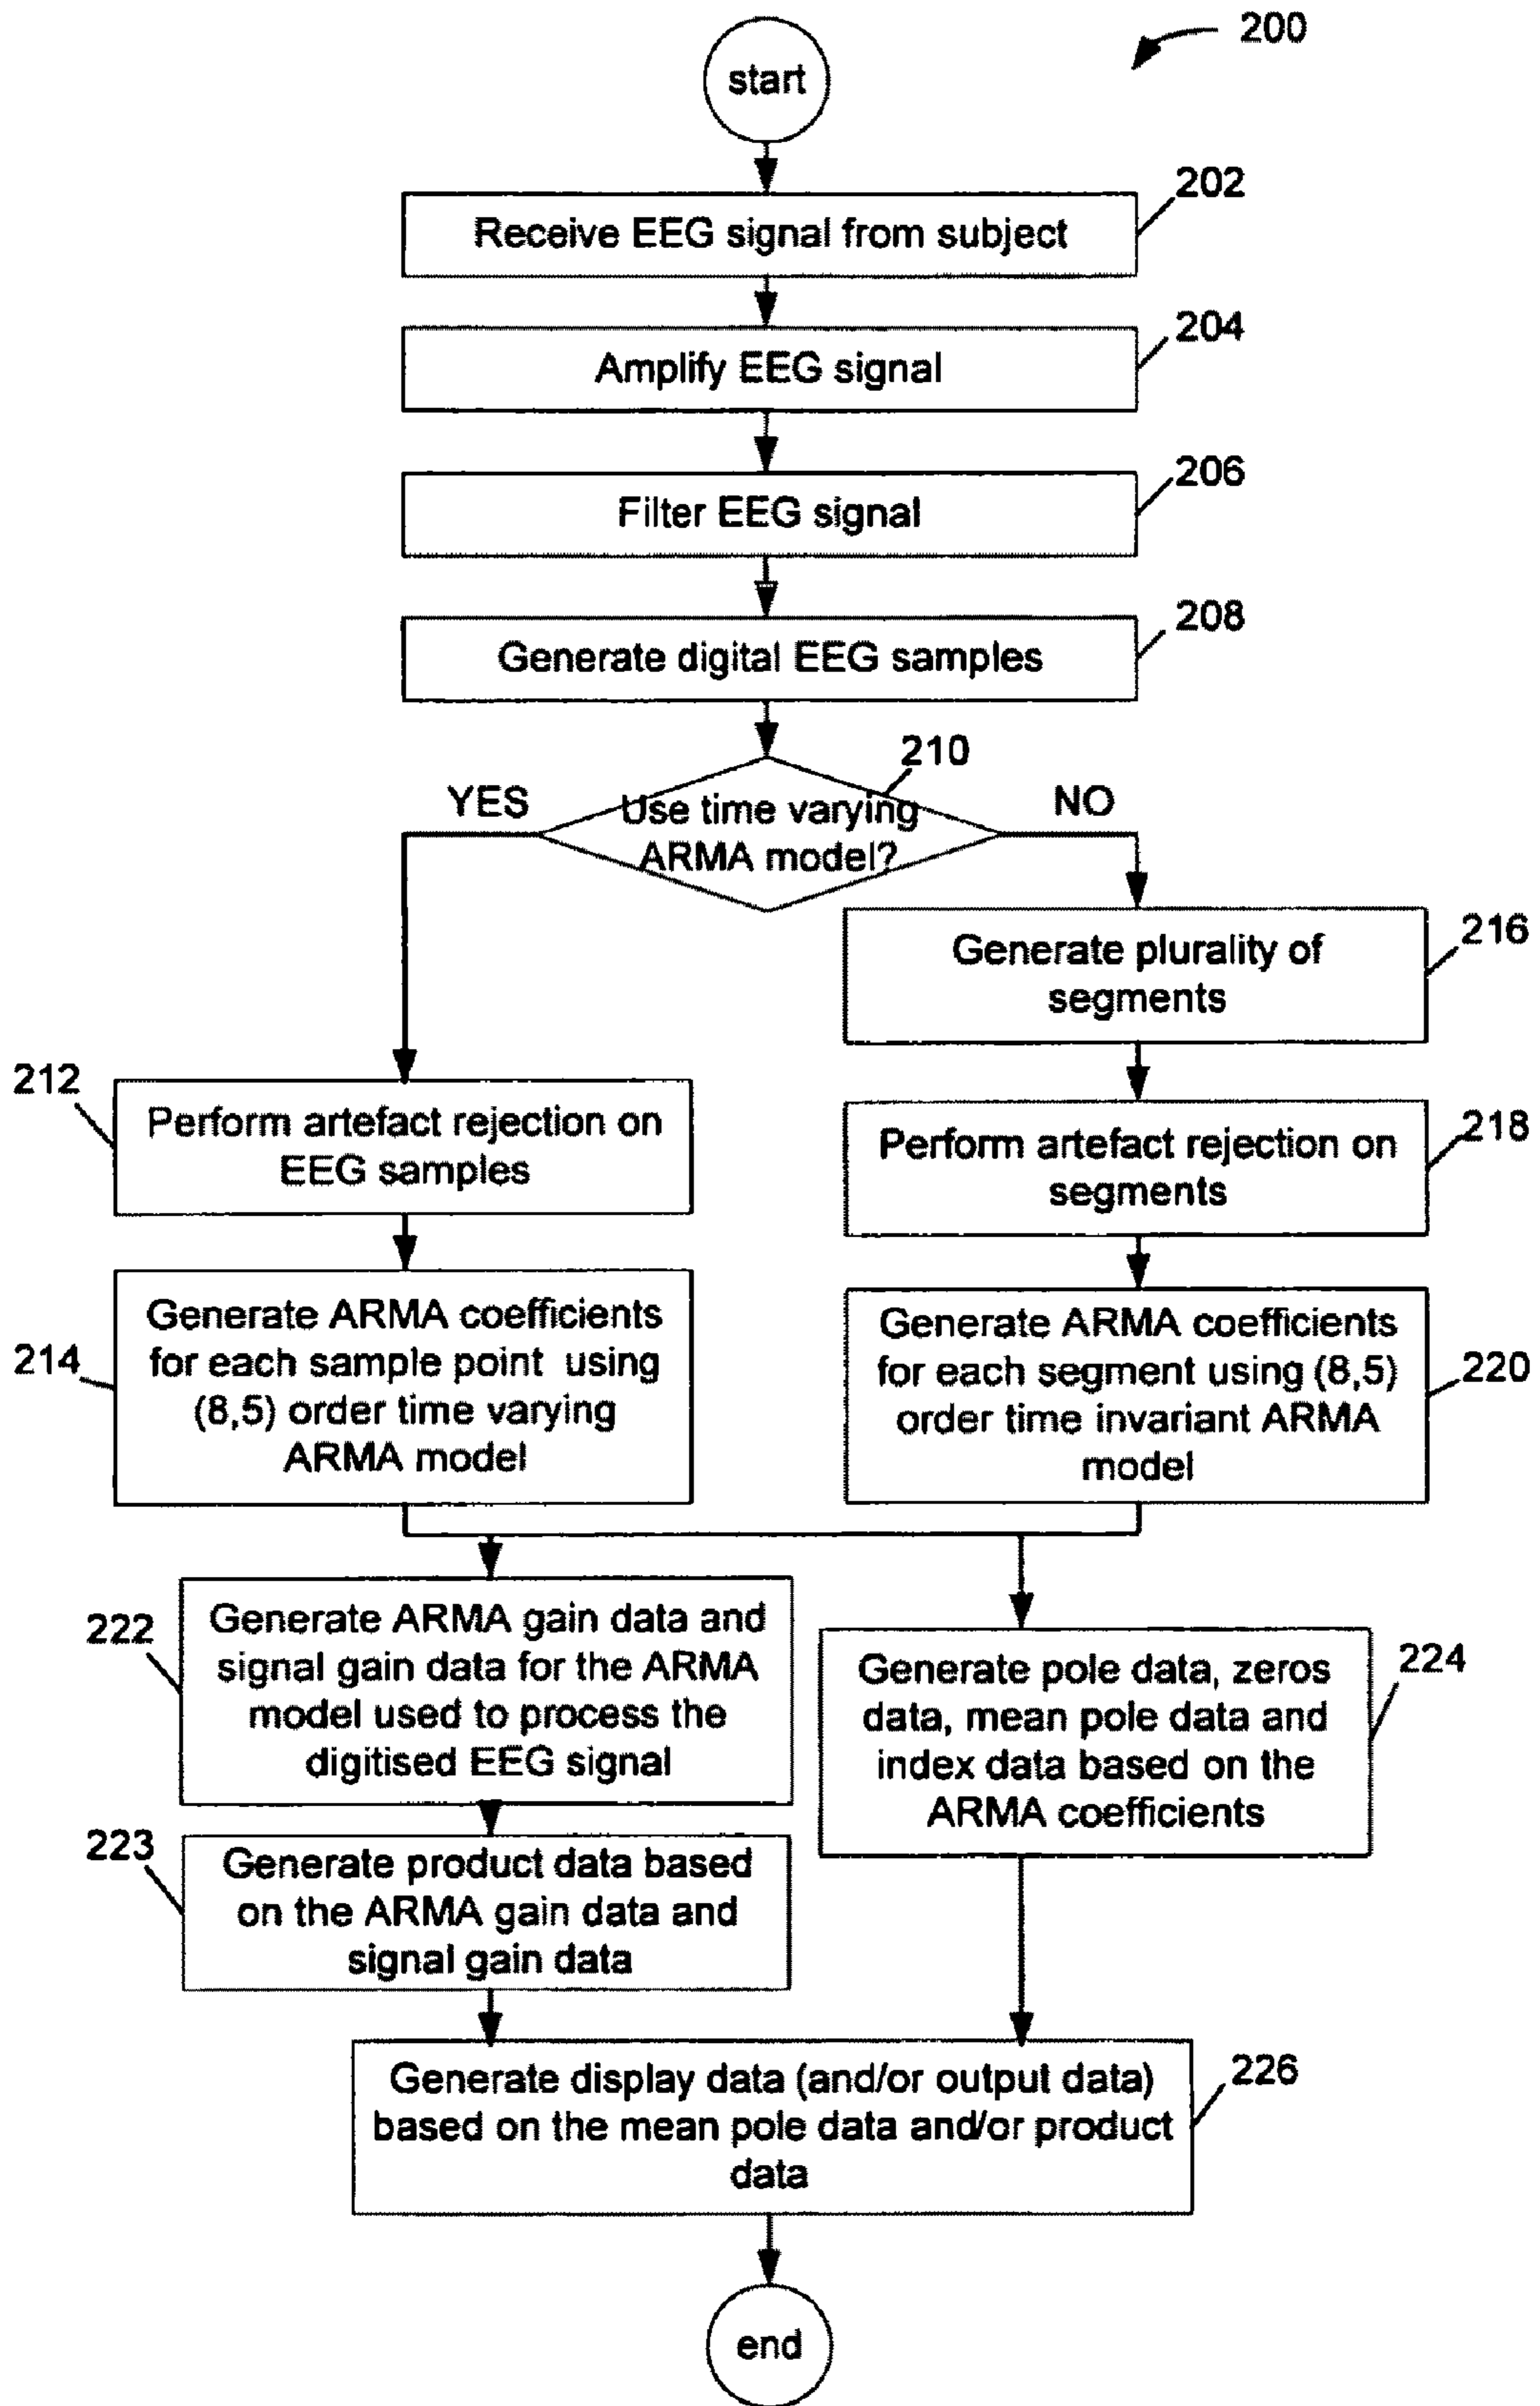 200
start
202
Receive EEG signal from subject
204
Amplify EEG signal
206
Filter EEG signal
208
Generate digital EEG samples
210
YES
Use time varying
ARMA model?
NO
216
Generate plurality of
segments
212
Perform artefact rejection on
EEG samples
218
Perform artefact rejection on
segments
214
Generate ARMA coefficients
for each sample point using
(8,5) order time varying
ARMA model
220
Generate ARMA coefficients
for each segment using (8,5)
order time invariant ARMA
model
222
Generate ARMA gain data and
signal gain data for the ARMA
model used to process the
digitised EEG signal
224
Generate pole data, zeros
data, mean pole data and
index data based on the
ARMA coefficients
223
Generate product data based
on the ARMA gain data and
signal gain data
226
Generate display data (and/or output data)
based on the mean pole data and/or product
data
end